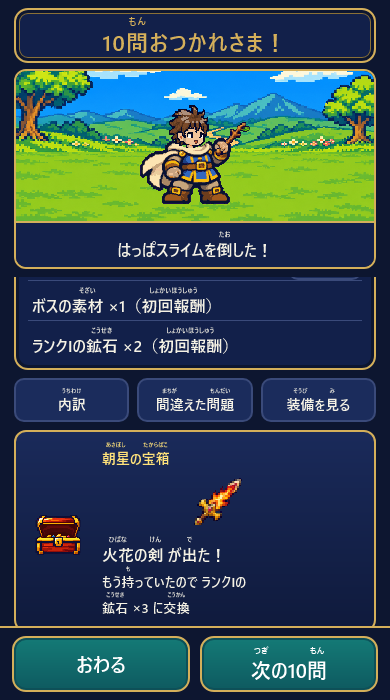 10問おつかれさま！
はっぱスライムを倒した！
ボスの素材 ×1（初回報酬）
ランクIの鉱石 ×2（初回報酬）
内訳
間違えた問題
装備を見る
朝星の宝箱
火花の剣 が出た！
もう持っていたので ランクIの
鉱石 ×3 に交換
おわる
次の10問